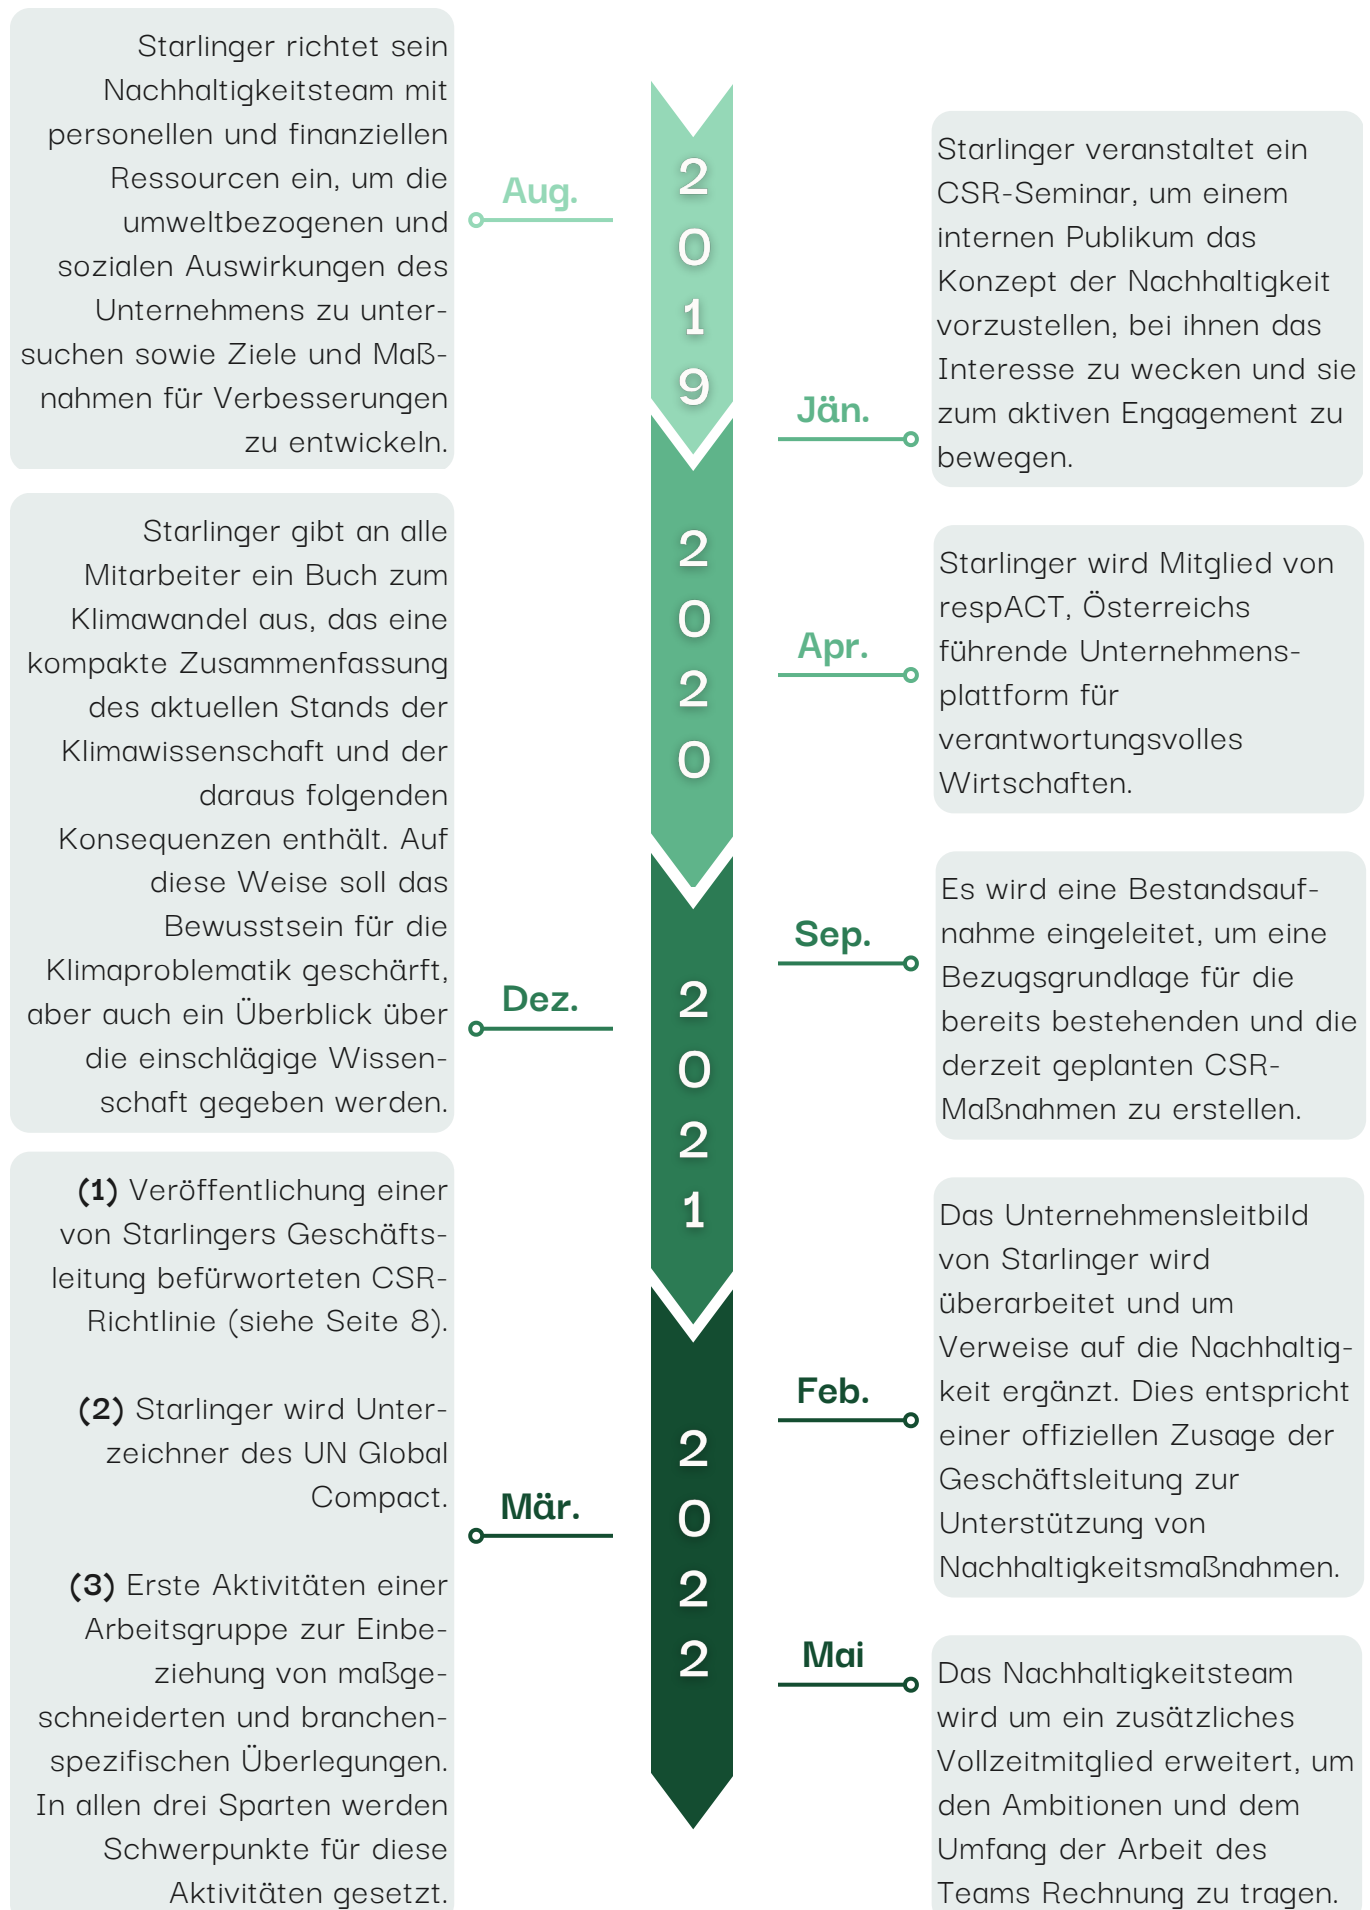 Starlinger richtet sein
Nachhaltigkeitsteam mit
personellen und finanziellen
Ressourcen ein, um die
umweltbezogenen und
sozialen Auswirkungen des
Unternehmens zu unter-
suchen sowie Ziele und Maß-
nahmen für Verbesserungen
zu entwickeln.
Aug.
2
0
1
9
Jän.
Starlinger veranstaltet ein
CSR-Seminar, um einem
internen Publikum das
Konzept der Nachhaltigkeit
vorzustellen, bei ihnen das
Interesse zu wecken und sie
zum aktiven Engagement zu
bewegen.
2
0
2
0
Apr.
Starlinger wird Mitglied von
respACT, Österreichs
führende Unternehmens-
plattform für
verantwortungsvolles
Wirtschaften.
Sep.
Es wird eine Bestandsauf-
nahme eingeleitet, um eine
Bezugsgrundlage für die
bereits bestehenden und die
derzeit geplanten CSR-
Maßnahmen zu erstellen.
Starlinger gibt an alle
Mitarbeiter ein Buch zum
Klimawandel aus, das eine
kompakte Zusammenfassung
des aktuellen Stands der
Klimawissenschaft und der
daraus folgenden
Konsequenzen enthält. Auf
diese Weise soll das
Bewusstsein für die
Klimaproblematik geschärft,
aber auch ein Überblick über
die einschlägige Wissen-
schaft gegeben werden.
Dez.
2
0
2
1
Feb.
Das Unternehmensleitbild
von Starlinger wird
überarbeitet und um
Verweise auf die Nachhaltig-
keit ergänzt. Dies entspricht
einer offiziellen Zusage der
Geschäftsleitung zur
Unterstützung von
Nachhaltigkeitsmaßnahmen.
(1) Veröffentlichung einer
von Starlingers Geschäfts-
leitung befürworteten CSR-
Richtlinie (siehe Seite 8).
(2) Starlinger wird Unter-
zeichner des UN Global
Compact.
(3) Erste Aktivitäten einer
Arbeitsgruppe zur Einbe-
ziehung von maßge-
schneiderten und branchen-
spezifischen Überlegungen.
In allen drei Sparten werden
Schwerpunkte für diese
Aktivitäten gesetzt.
Mär.
2
0
2
2
Mai
Das Nachhaltigkeitsteam
wird um ein zusätzliches
Vollzeitmitglied erweitert, um
den Ambitionen und dem
Umfang der Arbeit des
Teams Rechnung zu tragen.